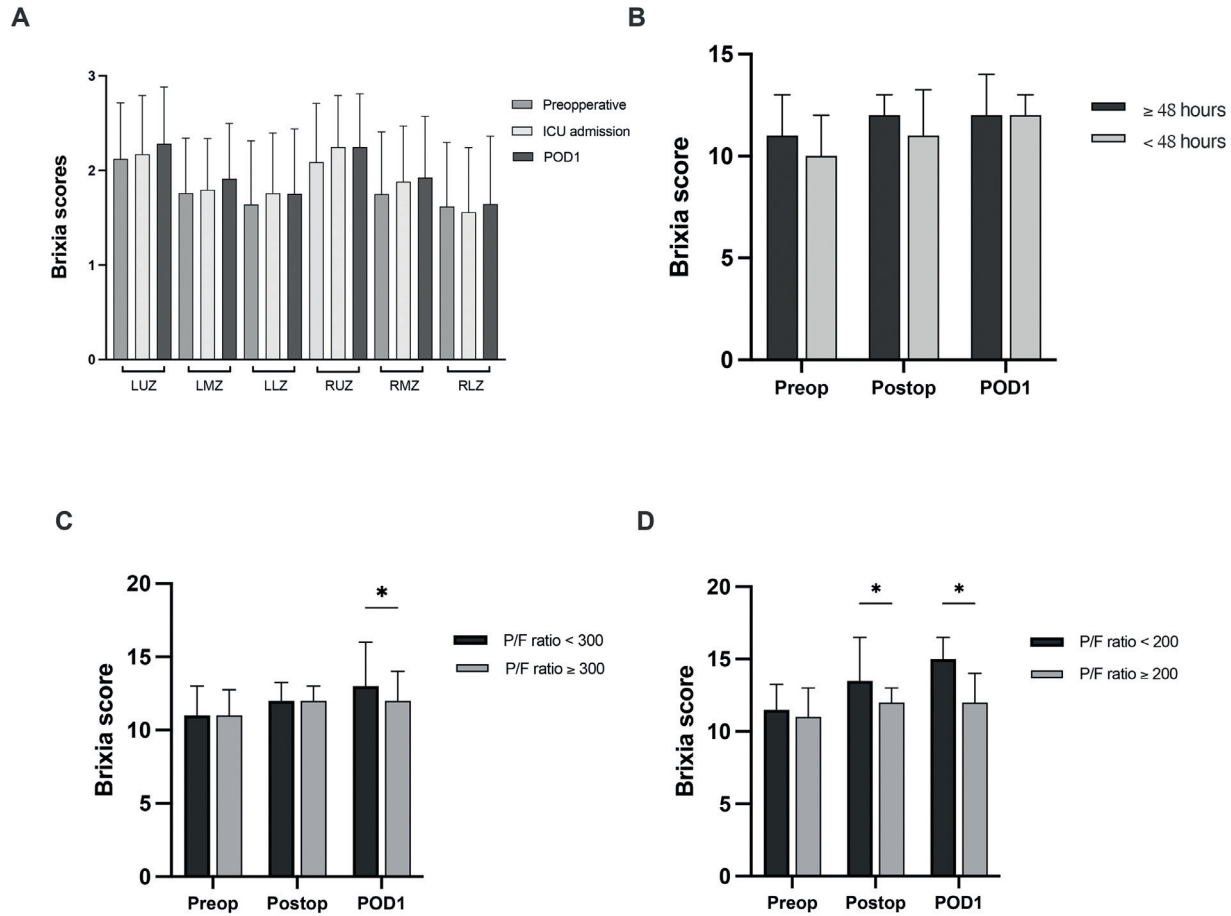 A
Brixia scores
3
2
1
0
LUZ LMZ LLZ RUZ RMZ RLZ
Preopperative
ICU admission
POD1
B
Brixia score
15
10
5
0
Preop Postop POD1
≥ 48 hours
< 48 hours
C
Brixia score
20
15
10
5
0
*
Preop Postop POD1
P/F ratio < 300
P/F ratio ≥ 300
D
Brixia score
20
15
10
5
0
* *
Preop Postop POD1
P/F ratio < 200
P/F ratio ≥ 200